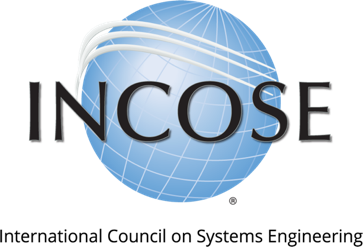 INCOSE
®
International Council on Systems Engineering